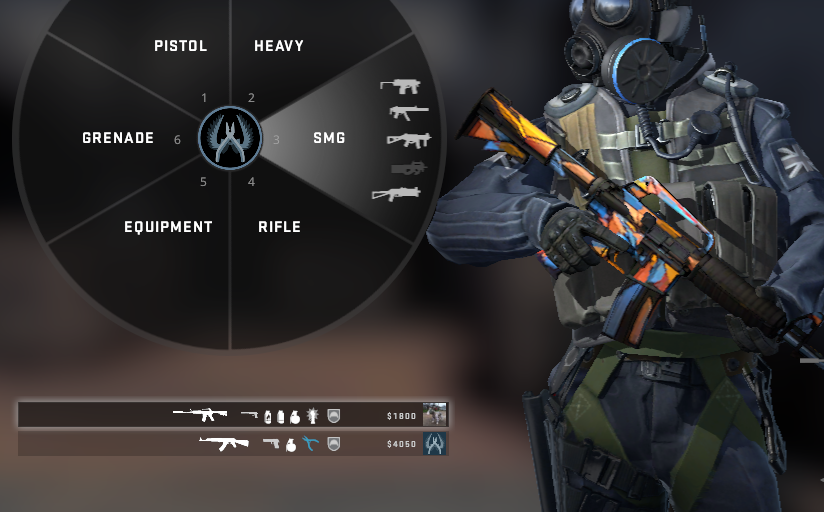 PISTOL HEAVY
1 2
GRENADE 6 3 SMG
5 4
EQUIPMENT RIFLE
$1800
$4050